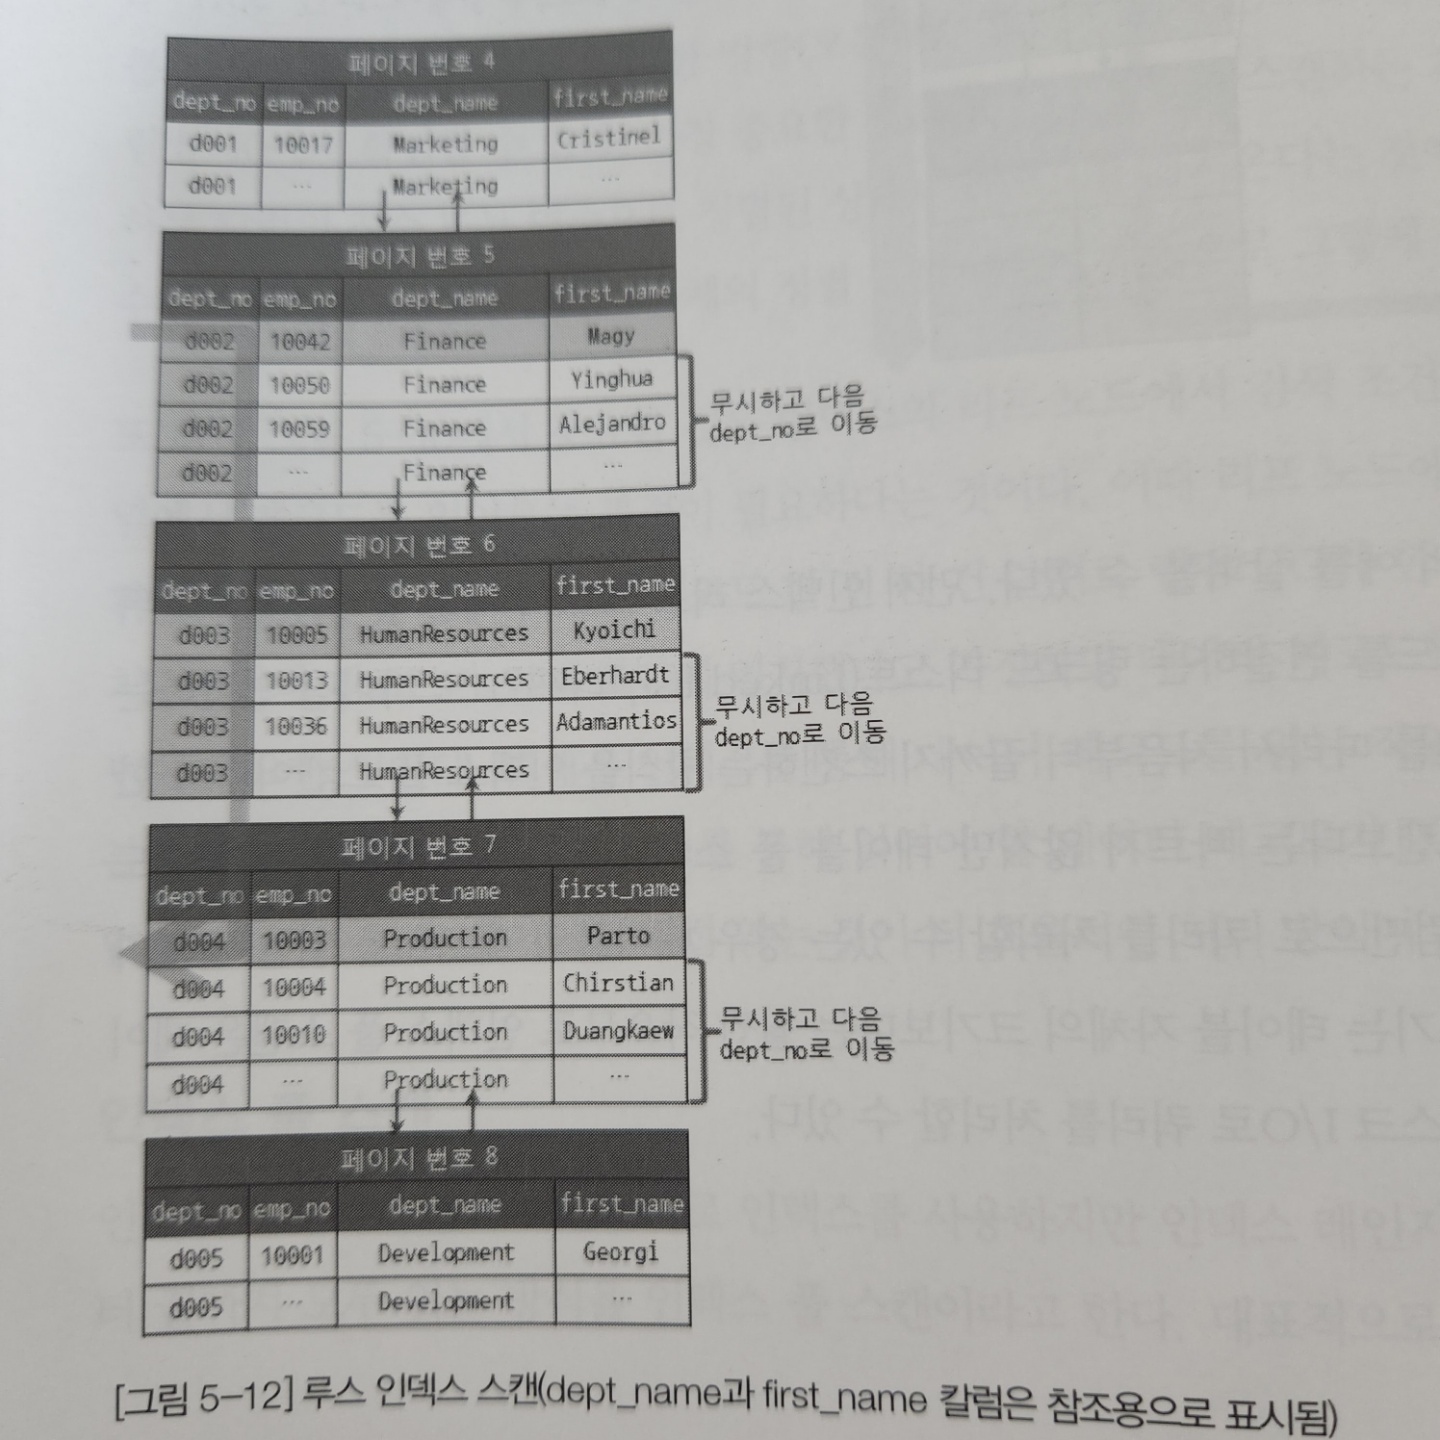 페이지 번호 4
dept_no emp_no dept_name first_name
d001 10017 Marketing Cristinel
d001 ... Marketing ...
페이지 번호 5
dept_no emp_no dept_name first_name
d002 10042 Finance Magy
d002 10050 Finance Yinghua
d002 10059 Finance Alejandro
d002 ... Finance ...
무시하고 다음
dept_no로 이동
페이지 번호 6
dept_no emp_no dept_name first_name
d003 10005 HumanResources Kyoichi
d003 10013 HumanResources Eberhardt
d003 10036 HumanResources Adamantios
d003 ... HumanResources ...
무시하고 다음
dept_no로 이동
페이지 번호 7
dept_no emp_no dept_name first_name
d004 10003 Production Parto
d004 10004 Production Chirstian
d004 10010 Production Duangkaew
d004 ... Production ...
무시하고 다음
dept_no로 이동
페이지 번호 8
dept_no emp_no dept_name first_name
d005 10001 Development Georgi
d005 ... Development ...
[그림 5-12] 루스 인덱스 스캔(dept_name과 first_name 칼럼은 참조용으로 표시됨)